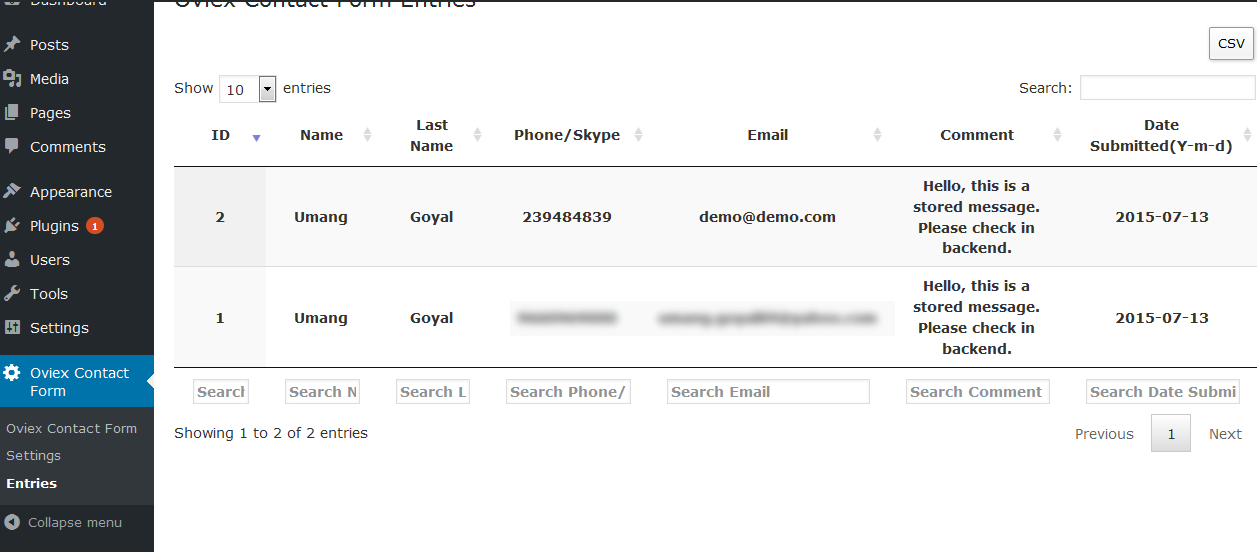 Dashboard
Oviex Contact Form Entries
Posts
Media
Pages
Comments
Appearance
Plugins 1
Users
Tools
Settings
Oviex Contact
Form
Oviex Contact Form
Settings
Entries
Collapse menu
CSV
Show 10 entries
Search:
ID Name Last Name Phone/Skype Email Comment Date Submitted(Y-m-d)
2 Umang Goyal 239484839 demo@demo.com Hello, this is a
stored message.
Please check in
backend.
2015-07-13
1 Umang Goyal Hello, this is a
stored message.
Please check in
backend.
2015-07-13
Search Search N Search L Search Phone/ Search Email Search Comment Search Date Submi
Showing 1 to 2 of 2 entries
Previous 1 Next